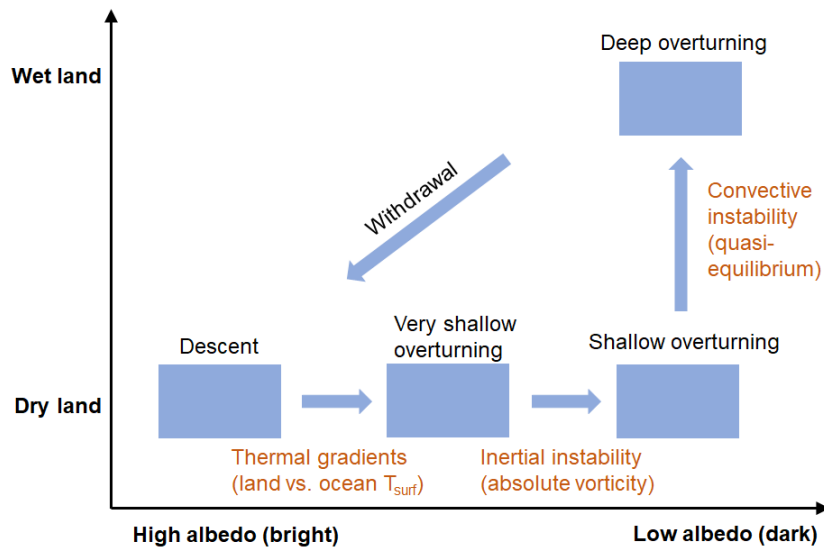 Deep overturning
Wet land
Withdrawal
Convective
instability
(quasi-
equilibrium)
Descent
Very shallow
overturning
Shallow overturning
Dry land
Thermal gradients
(land vs. ocean Tsurf)
Inertial instability
(absolute vorticity)
High albedo (bright)
Low albedo (dark)